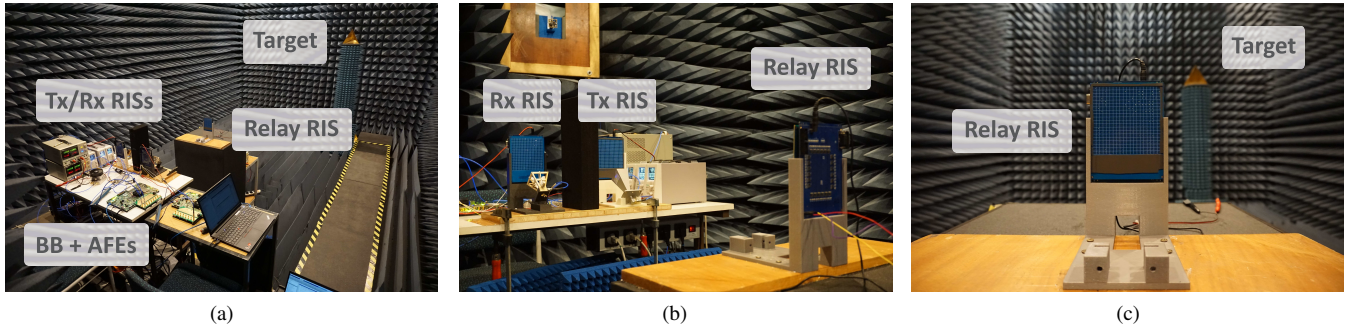 Target
Tx/Rx RISs
Relay RIS
BB + AFEs
(a)
Rx RIS
Tx RIS
Relay RIS
(b)
Relay RIS
Target
(c)